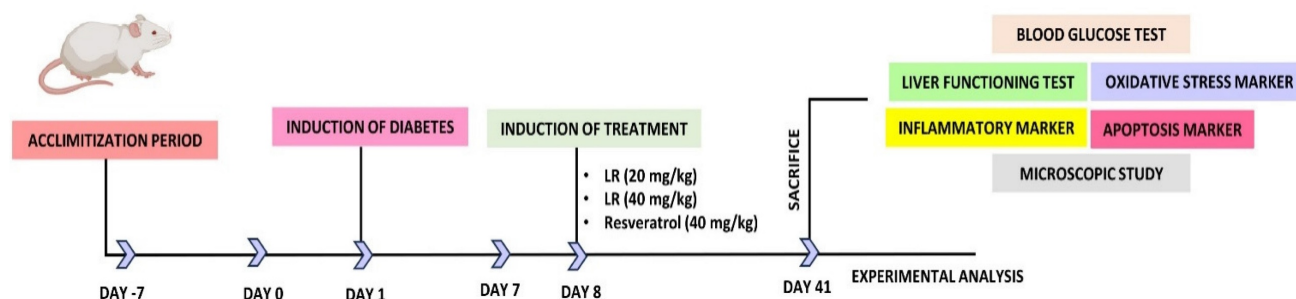 BLOOD GLUCOSE TEST
LIVER FUNCTIONING TEST
OXIDATIVE STRESS MARKER
INFLAMMATORY MARKER
APOPTOSIS MARKER
MICROSCOPIC STUDY
ACCLIMITIZATION PERIOD
INDUCTION OF DIABETES
INDUCTION OF TREATMENT
• LR (20 mg/kg)
• LR (40 mg/kg)
• Resveratrol (40 mg/kg)
SACRIFICE
DAY -7
DAY 0
DAY 1
DAY 7
DAY 8
DAY 41
EXPERIMENTAL ANALYSIS